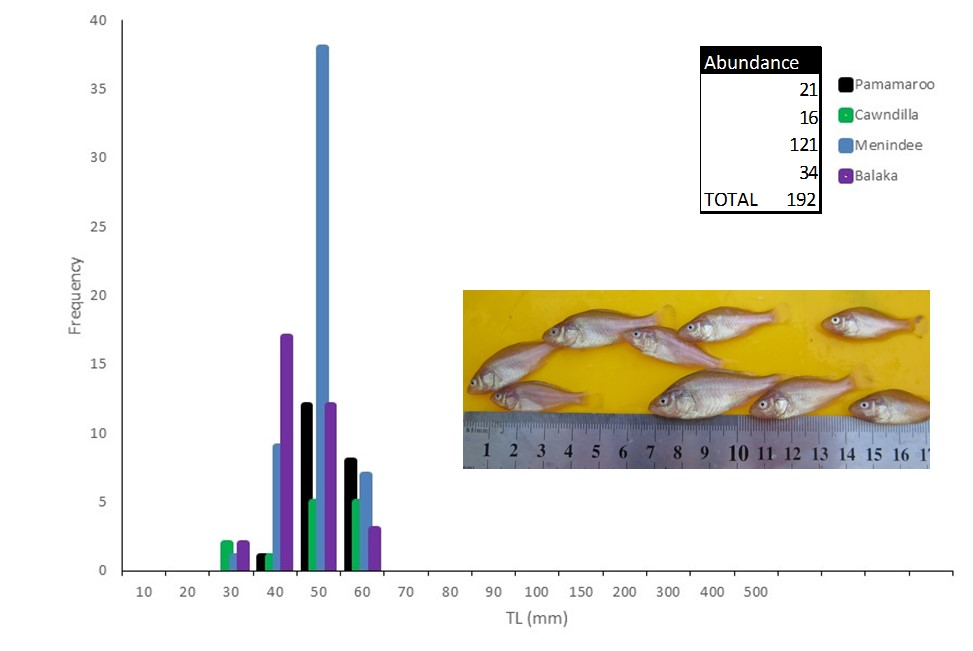 40
35
30
25
20
15
10
5
0
Frequency
10 20 30 40 50 60 70 80 90 100 150 200 300 400 500
TL (mm)
Abundance
21
16
121
34
TOTAL 192
Pamamaroo
Cawndilla
Menindee
Balaka
1 2 3 4 5 6 7 8 9 10 11 12 13 14 15 16